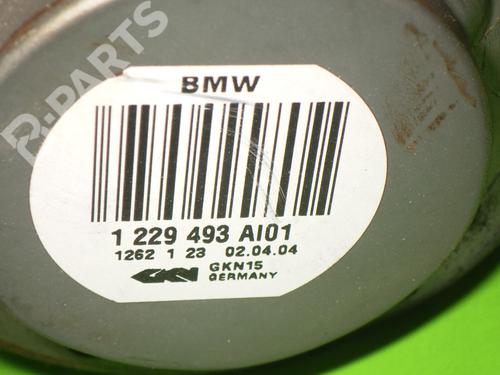 B-PARTS
BMW
1 229 493 AI01
1262 1 23 02.04.04
GKN GKN15
GERMANY